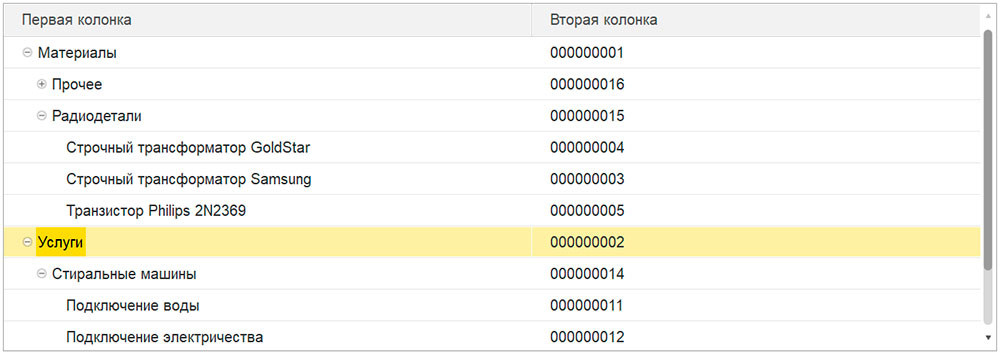 Первая колонка Вторая колонка
Материалы 000000001
Прочее 000000016
Радиодетали 000000015
Строчный трансформатор GoldStar 000000004
Строчный трансформатор Samsung 000000003
Транзистор Philips 2N2369 000000005
Услуги 000000002
Стиральные машины 000000014
Подключение воды 000000011
Подключение электричества 000000012